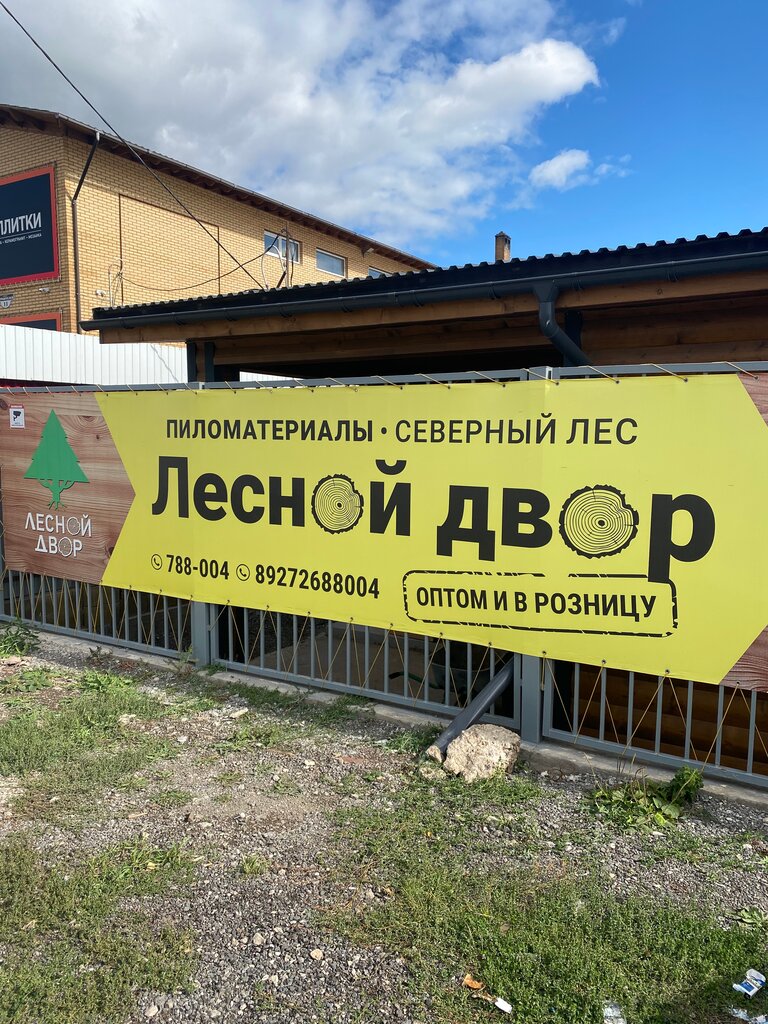 ПЛИТКИ
ПИЛОМАТЕРИАЛЫ • СЕВЕРНЫЙ ЛЕС
Лесной двор
ЛЕСНОЙ
ДВОР
788-004 89272688004
ОПТОМ И В РОЗНИЦУ